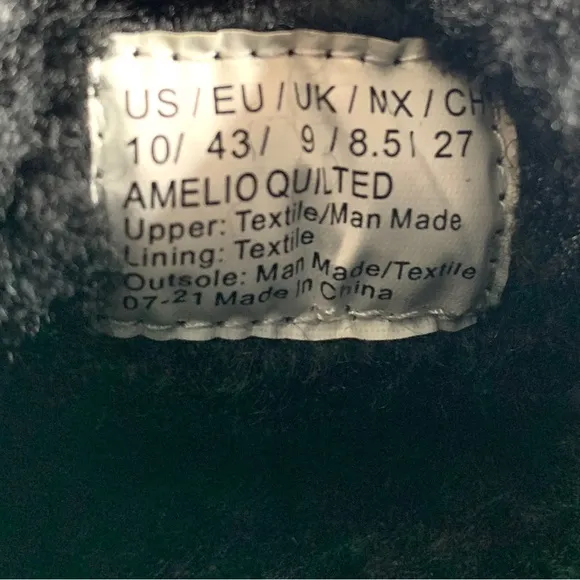 US / EU / UK / MX / CH
10/ 43/ 9 / 8.5/ 27
AMELIO QUILTED
Upper: Textile/Man Made
Lining: Textile
Outsole: Man Made/Textile
07-21 Made In China